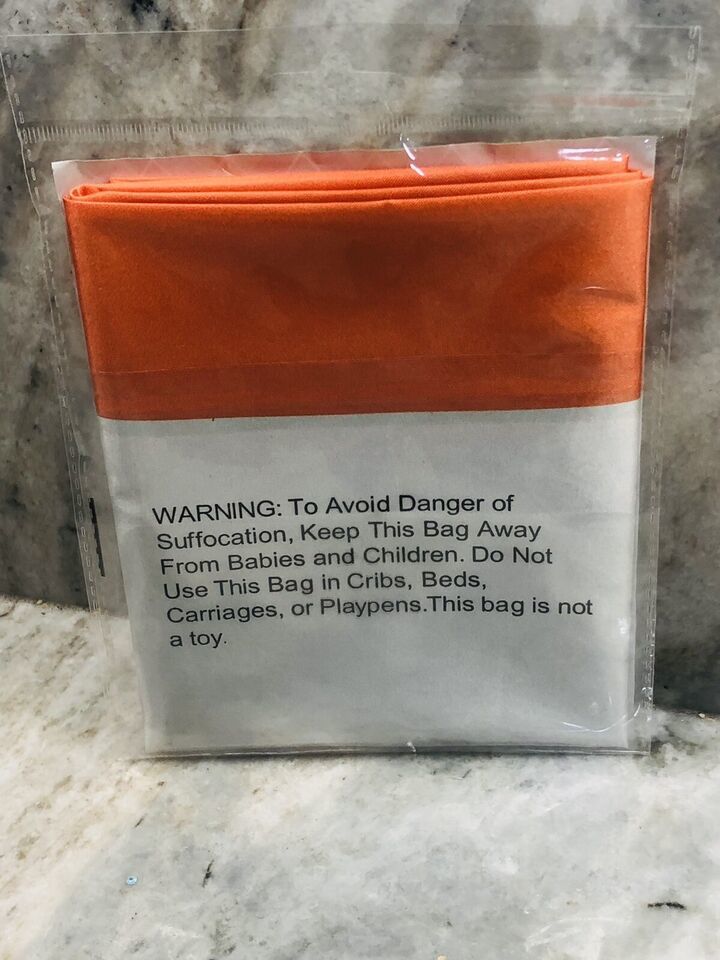 WARNING: To Avoid Danger of
Suffocation, Keep This Bag Away
From Babies and Children. Do Not
Use This Bag in Cribs, Beds,
Carriages, or Playpens.This bag is not
a toy.